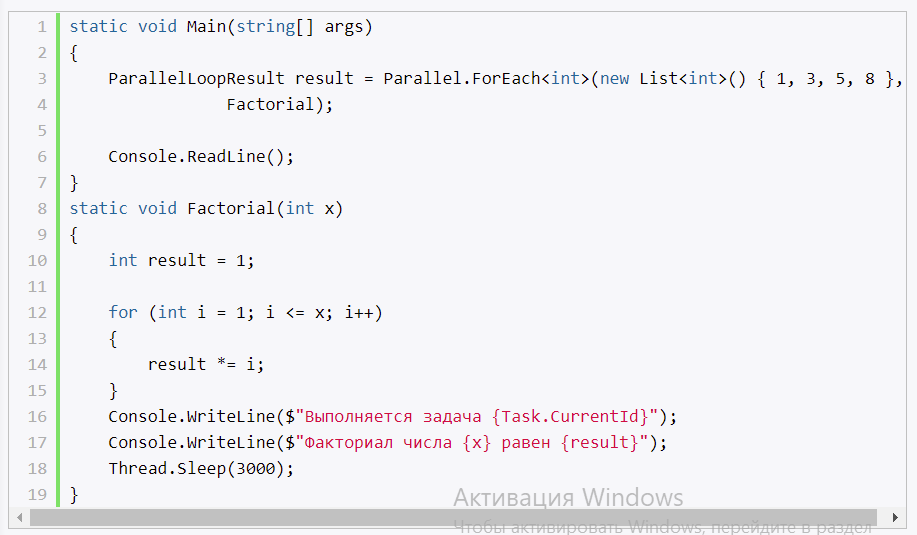 1 static void Main(string[] args)
2 {
3     ParallelLoopResult result = Parallel.ForEach<int>(new List<int>() { 1, 3, 5, 8 },
4                 Factorial);
5
6     Console.ReadLine();
7 }
8 static void Factorial(int x)
9 {
10     int result = 1;
11
12     for (int i = 1; i <= x; i++)
13     {
14         result *= i;
15     }
16     Console.WriteLine($"Выполняется задача {Task.CurrentId}");
17     Console.WriteLine($"Факториал числа {x} равен {result}");
18     Thread.Sleep(3000);
19 }
Активация Windows
Чтобы активировать Windows, перейдите в раздел